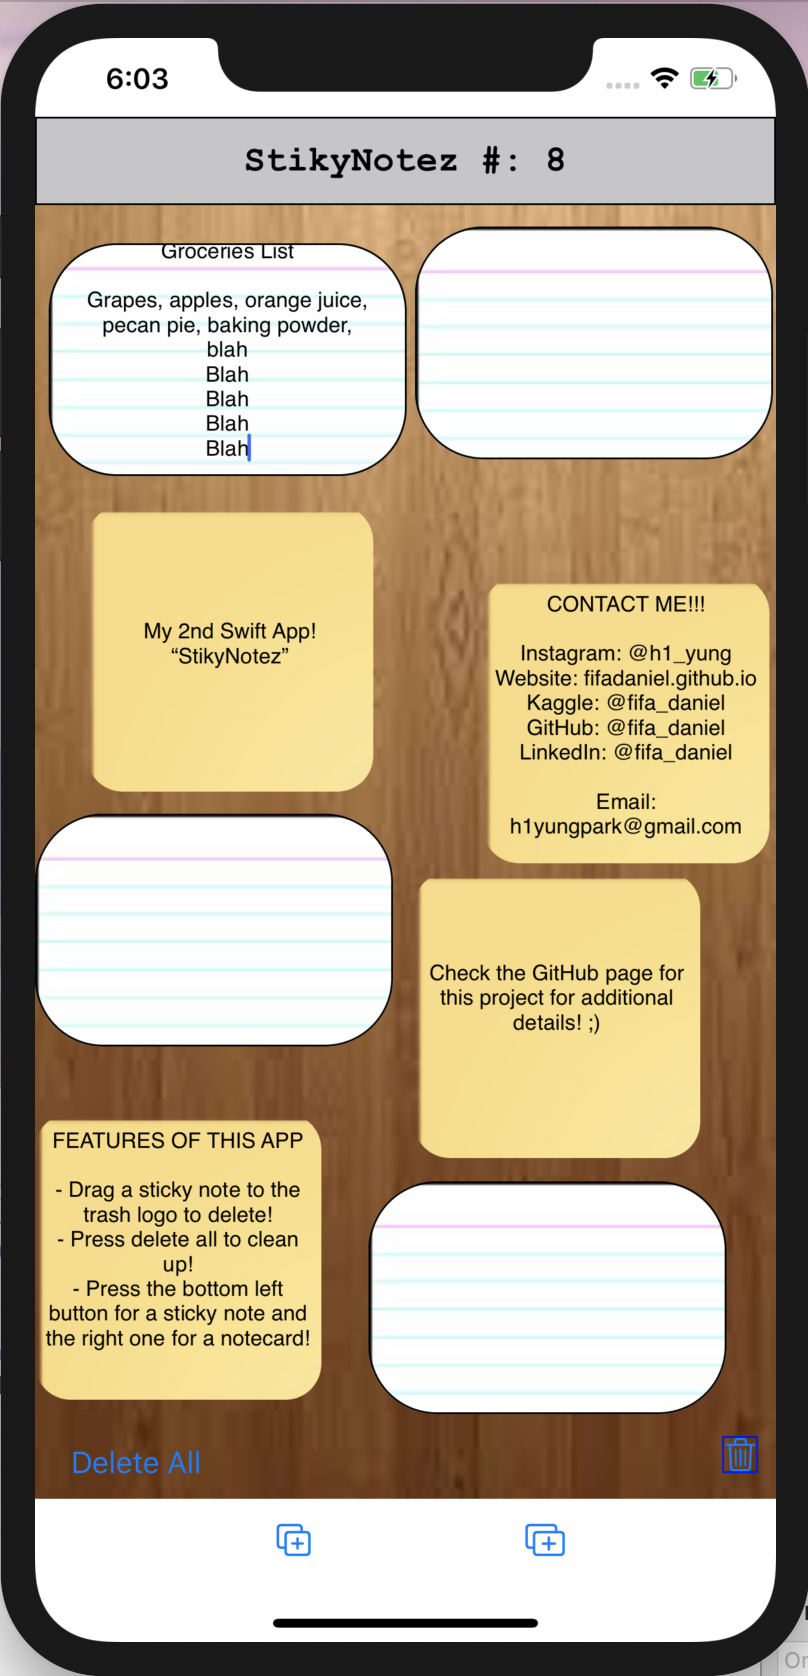 6:03
StikyNotez #: 8
Groceries List
Grapes, apples, orange juice,
pecan pie, baking powder,
blah
Blah
Blah
Blah
Blah
My 2nd Swift App!
“StikyNotez”
CONTACT ME!!!
Instagram: @h1_yung
Website: fifadaniel.github.io
Kaggle: @fifa_daniel
GitHub: @fifa_daniel
LinkedIn: @fifa_daniel
Email:
h1yungpark@gmail.com
Check the GitHub page for
this project for additional
details! ;)
FEATURES OF THIS APP
- Drag a sticky note to the
trash logo to delete!
- Press delete all to clean
up!
- Press the bottom left
button for a sticky note and
the right one for a notecard!
Delete All